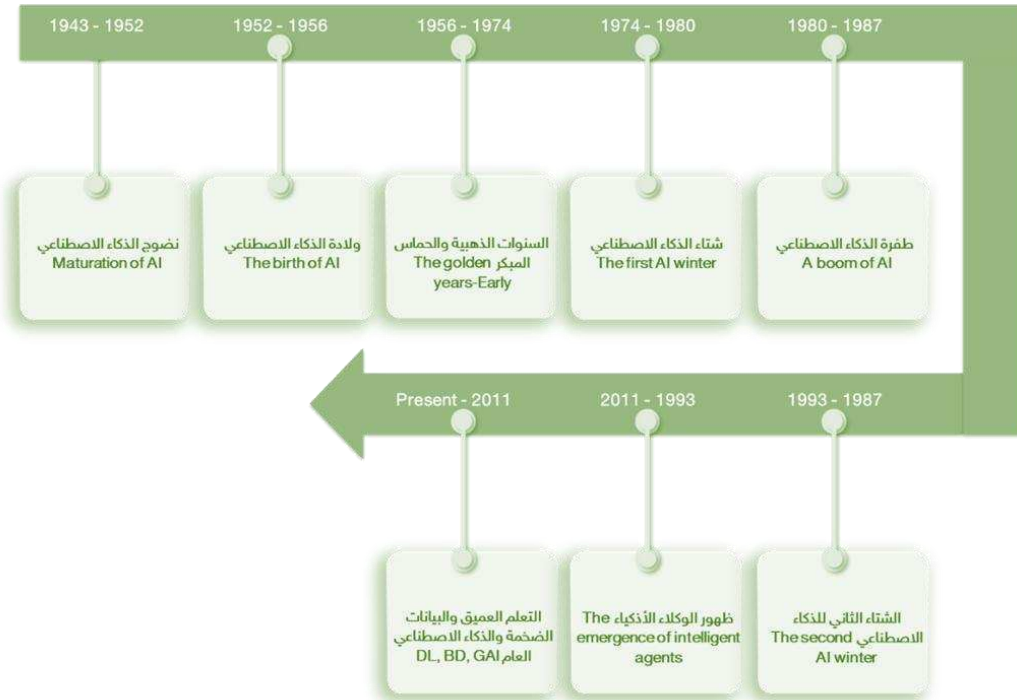 1943 - 1952
1952 - 1956
1956 - 1974
1974 - 1980
1980 - 1987
نضوج الذكاء الاصطناعي
Maturation of AI
ولادة الذكاء الاصطناعي
The birth of AI
السنوات الذهبية والحماس
المبكر The golden
years-Early
شتاء الذكاء الاصطناعي
The first AI winter
طفرة الذكاء الاصطناعي
A boom of AI
1993 - 1987
2011 - 1993
Present - 2011
الشتاء الثاني للذكاء
الاصطناعي The second
AI winter
ظهور الوكلاء الأذكياء The
emergence of intelligent
agents
التعلم العميق والبيانات
الضخمة والذكاء الاصطناعي
العام DL, BD, GAI